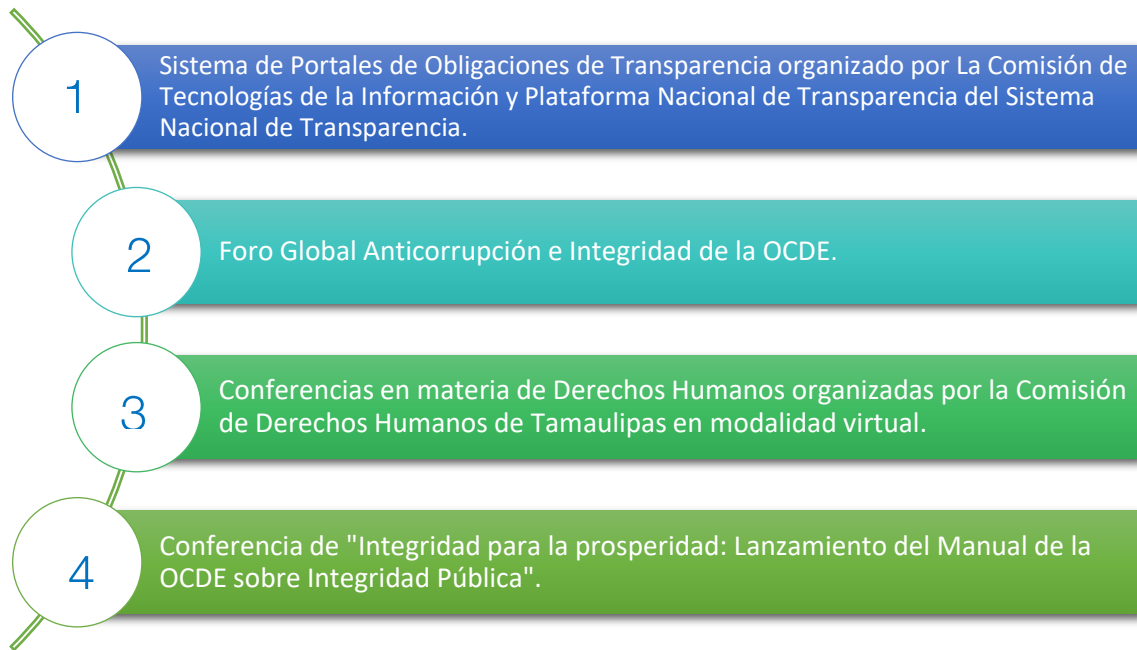 1
Sistema de Portales de Obligaciones de Transparencia organizado por La Comisión de
Tecnologías de la Información y Plataforma Nacional de Transparencia del Sistema
Nacional de Transparencia.
2
Foro Global Anticorrupción e Integridad de la OCDE.
3
Conferencias en materia de Derechos Humanos organizadas por la Comisión
de Derechos Humanos de Tamaulipas en modalidad virtual.
4
Conferencia de "Integridad para la prosperidad: Lanzamiento del Manual de la
OCDE sobre Integridad Pública".